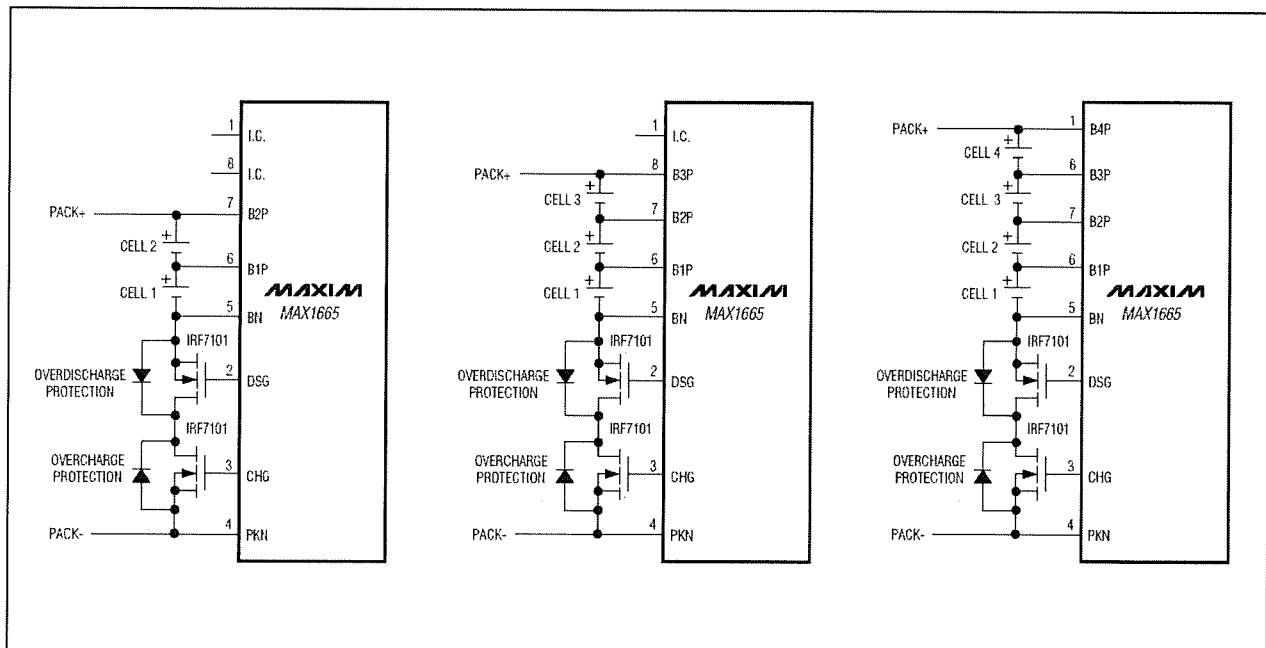 1
I.C.
8
I.C.
PACK+
7
B2P
CELL 2
+
6
B1P
CELL 1
+
MAXIM
MAX1665
5
BN
IRF7101
OVERDISCHARGE
PROTECTION
2
DSG
IRF7101
OVERCHARGE
PROTECTION
3
CHG
PACK-
4
PKN
1
I.C.
PACK+
8
B3P
CELL 3
+
7
B2P
CELL 2
+
6
B1P
CELL 1
+
MAXIM
MAX1665
5
BN
IRF7101
OVERDISCHARGE
PROTECTION
2
DSG
IRF7101
OVERCHARGE
PROTECTION
3
CHG
PACK-
4
PKN
PACK+
1
B4P
CELL 4
+
6
B3P
CELL 3
+
7
B2P
CELL 2
+
6
B1P
CELL 1
+
MAXIM
MAX1665
5
BN
IRF7101
OVERDISCHARGE
PROTECTION
2
DSG
IRF7101
OVERCHARGE
PROTECTION
3
CHG
PACK-
4
PKN